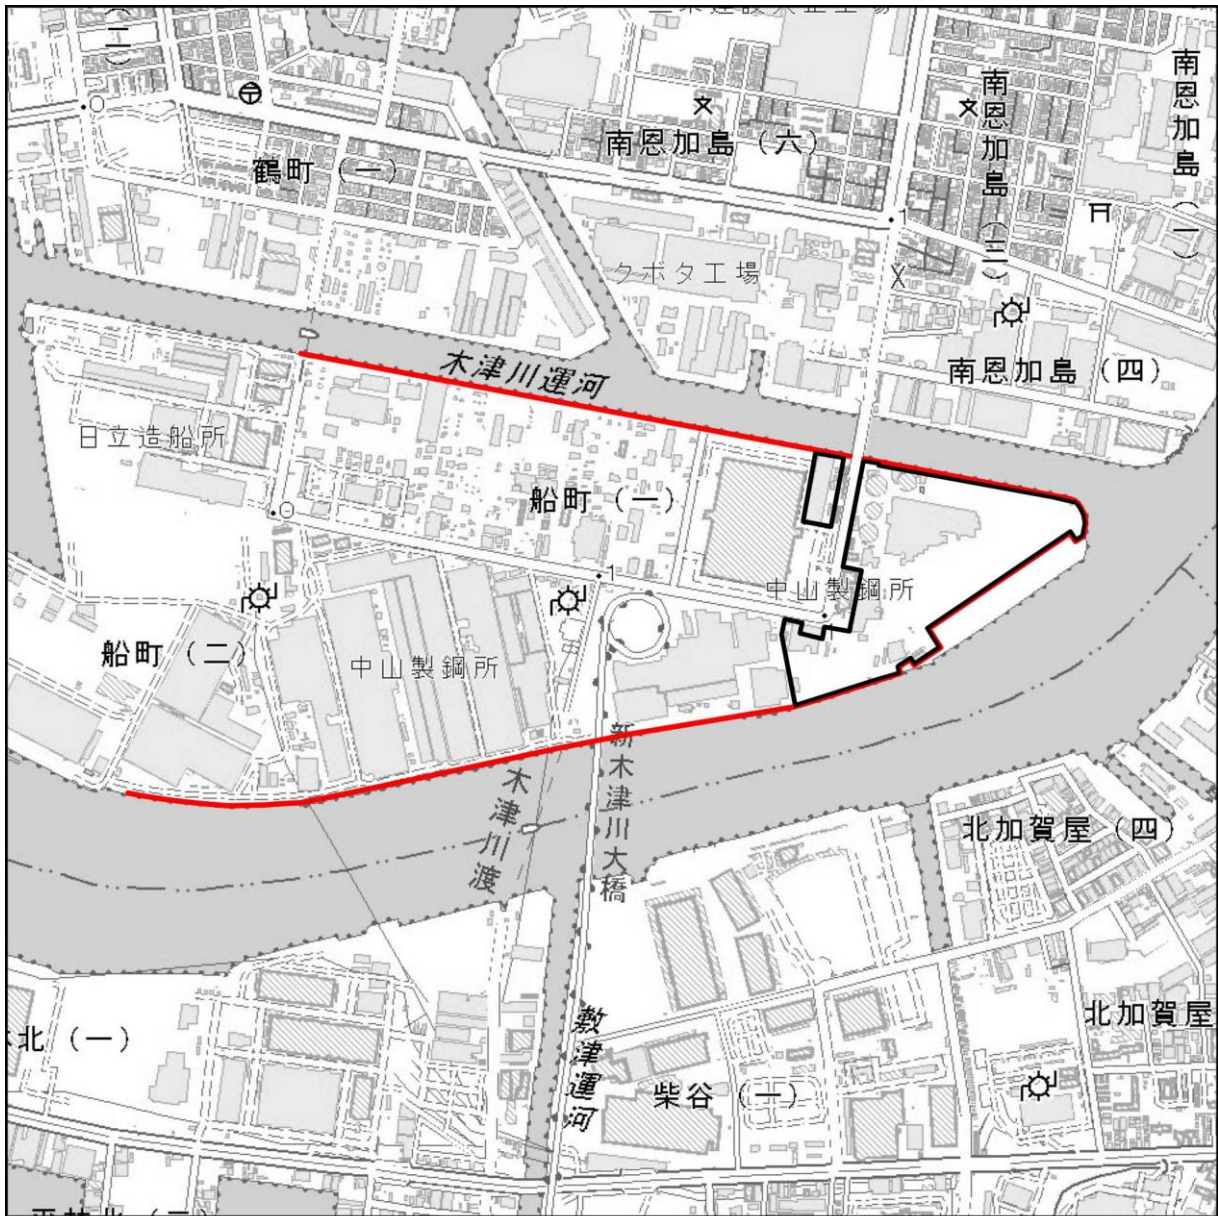 南恩加島（六）
南恩加島（三）
南恩加島（一）
鶴町（一）
クボタ工場
1
南恩加島（四）
木津川運河
日立造船所
0
船町（一）
1
中山製鋼所
船町（二）
中山製鋼所
新木津川大橋
木津川渡
北加賀屋（四）
敷津運河
北加賀屋
北（一）
柴谷（一）